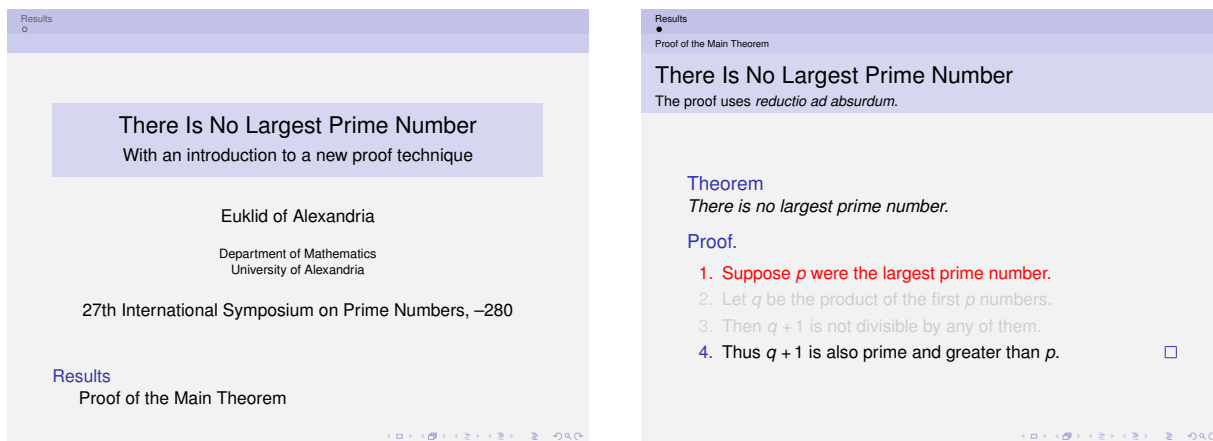 Results
There Is No Largest Prime Number
With an introduction to a new proof technique
Euklid of Alexandria
Department of Mathematics
University of Alexandria
27th International Symposium on Prime Numbers, –280
Results
Proof of the Main Theorem
Results
Proof of the Main Theorem
There Is No Largest Prime Number
The proof uses reductio ad absurdum.
Theorem
There is no largest prime number.
Proof.
1. Suppose p were the largest prime number.
2. Let q be the product of the first p numbers.
3. Then q + 1 is not divisible by any of them.
4. Thus q + 1 is also prime and greater than p.